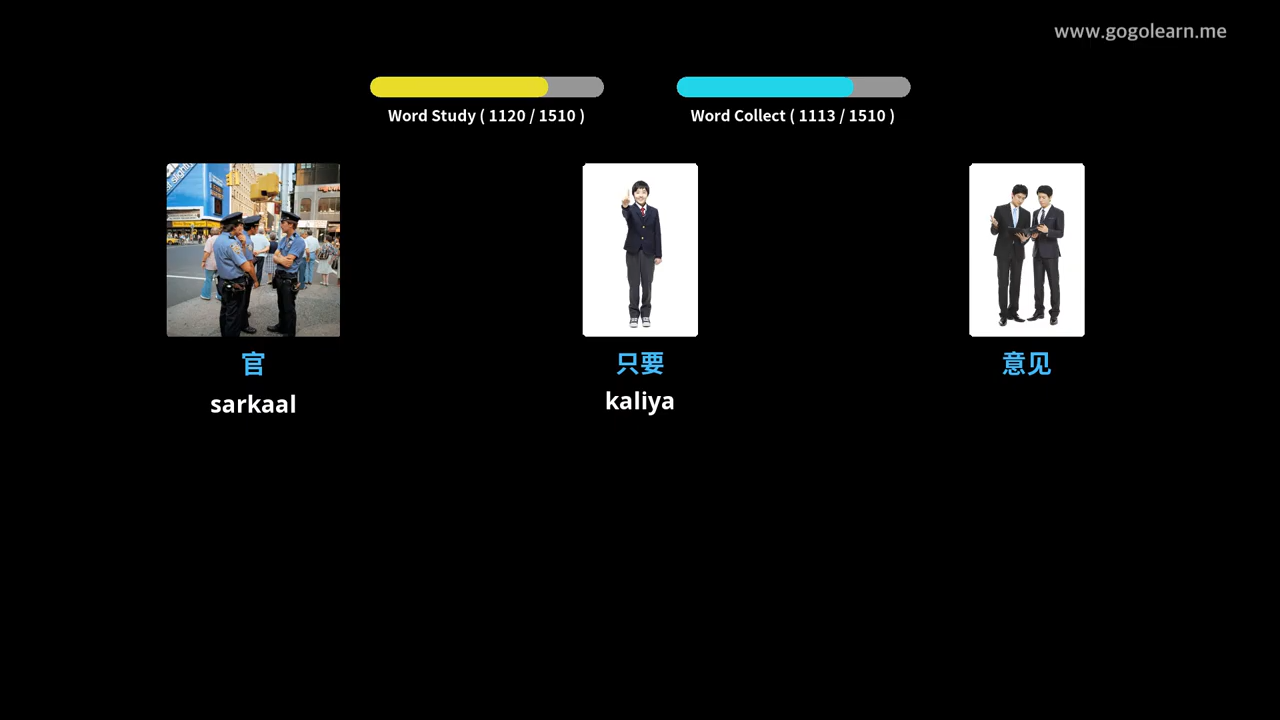 www.gogolearn.me
Word Study ( 1120 / 1510 )
Word Collect ( 1113 / 1510 )
官
只要
意见
sarkaal
kaliya